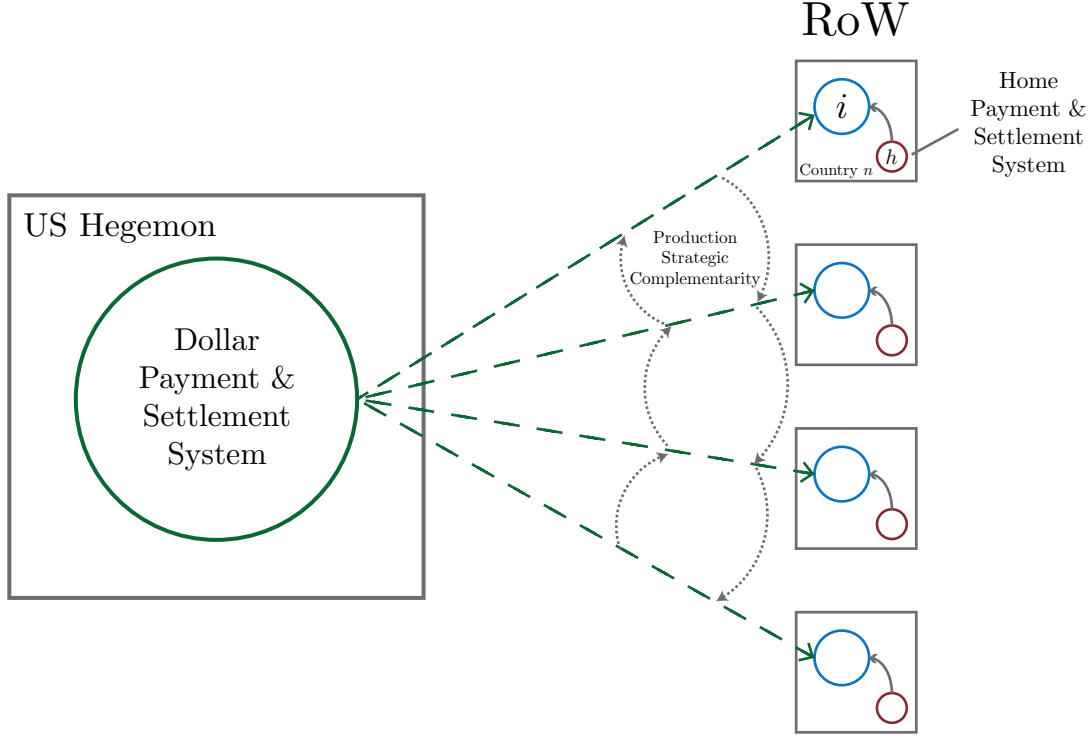 RoW
US Hegemon
Dollar
Payment &
Settlement
System
Production
Strategic
Complementarity
i
h
Country n
Home
Payment &
Settlement
System